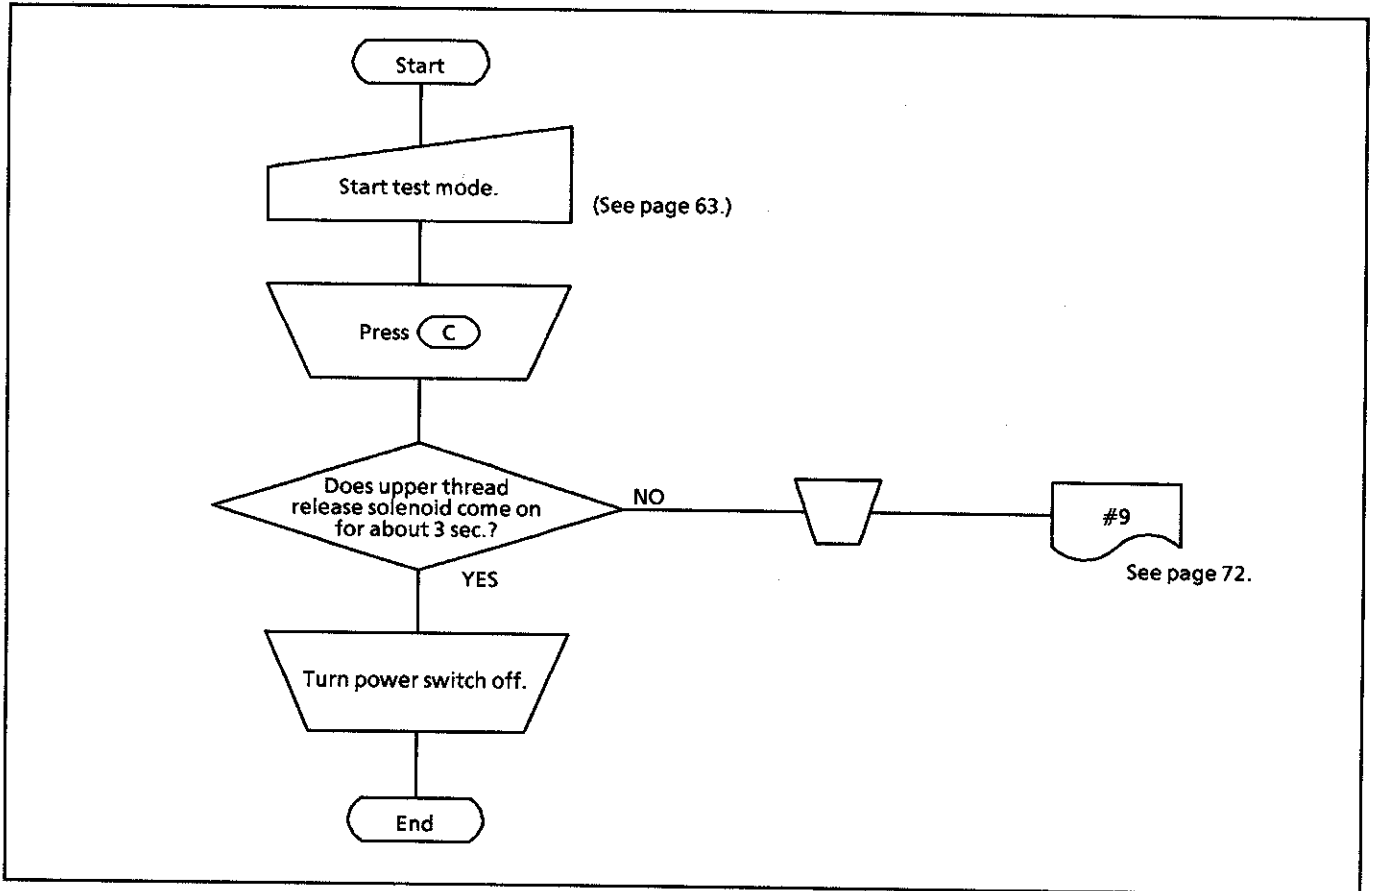 Start
Start test mode.
(See page 63.)
Press C
Does upper thread
release solenoid come on
for about 3 sec.?
NO
#9
See page 72.
YES
Turn power switch off.
End